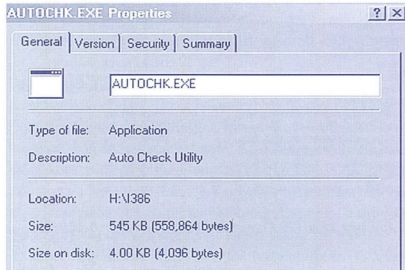 AUTOCHK.EXE Properties ? X
General Version Security Summary
AUTOCHK.EXE
Type of file: Application
Description: Auto Check Utility
Location: H:\I386
Size: 545 KB (558,864 bytes)
Size on disk: 4.00 KB (4,096 bytes)